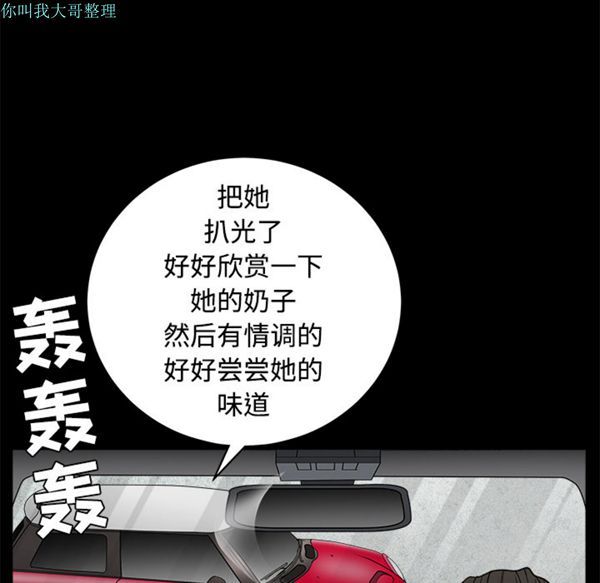 你叫我大哥整理
把她
扒光了
好好欣赏一下
她的奶子
然后有情调的
好好尝尝她的
味道
轰
轰
轰